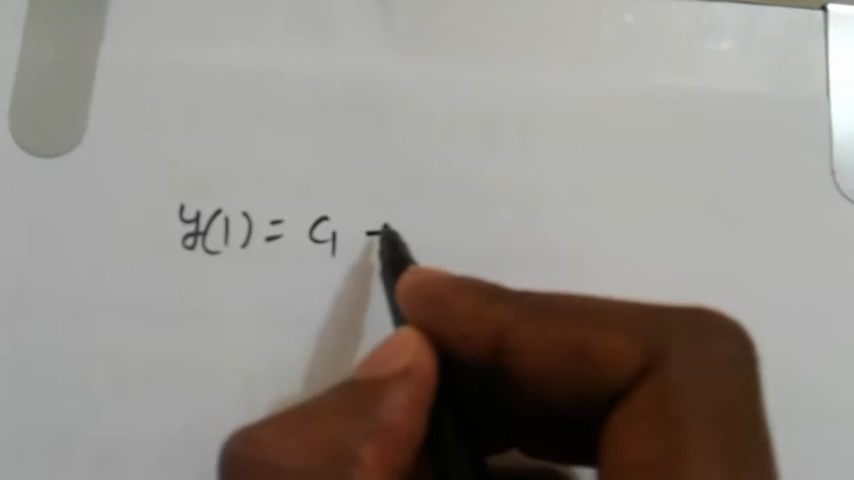 y(1) = C₁ -